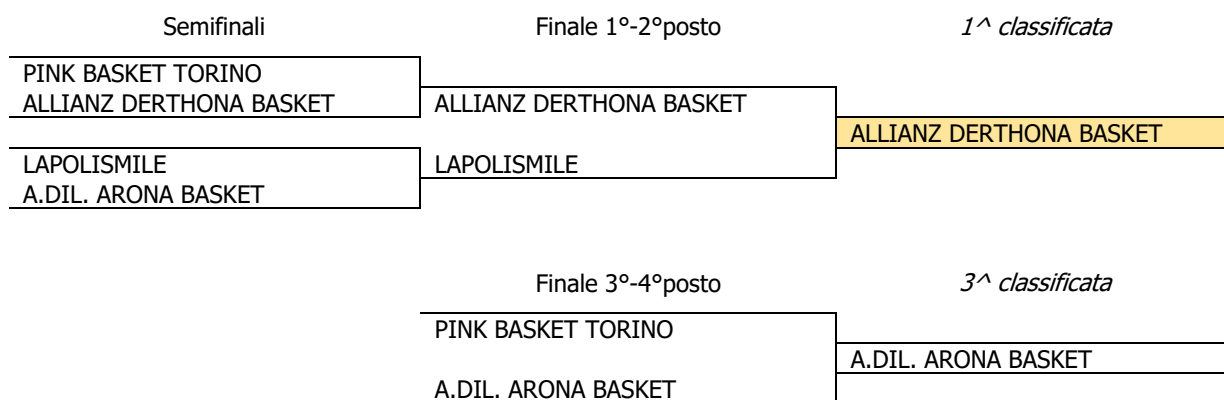 Semifinali Finale 1°-2°posto 1^ classificata
PINK BASKET TORINO
ALLIANZ DERTHONA BASKET ALLIANZ DERTHONA BASKET
ALLIANZ DERTHONA BASKET
LAPOLISMILE LAPOLISMILE
A.DIL. ARONA BASKET
Finale 3°-4°posto 3^ classificata
PINK BASKET TORINO
A.DIL. ARONA BASKET
A.DIL. ARONA BASKET